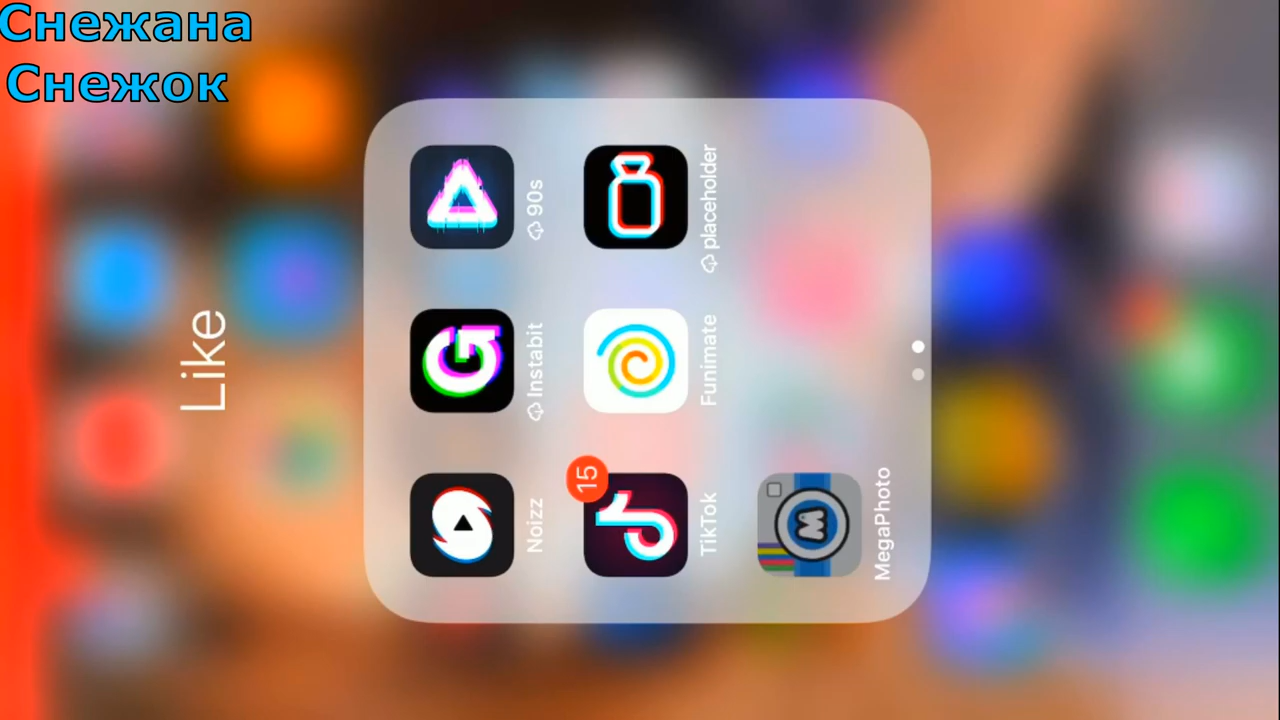 Снежана
Снежок
Like
Noizz
Instabit
90s
15
TikTok
Funimate
placeholder
M
MegaPhoto